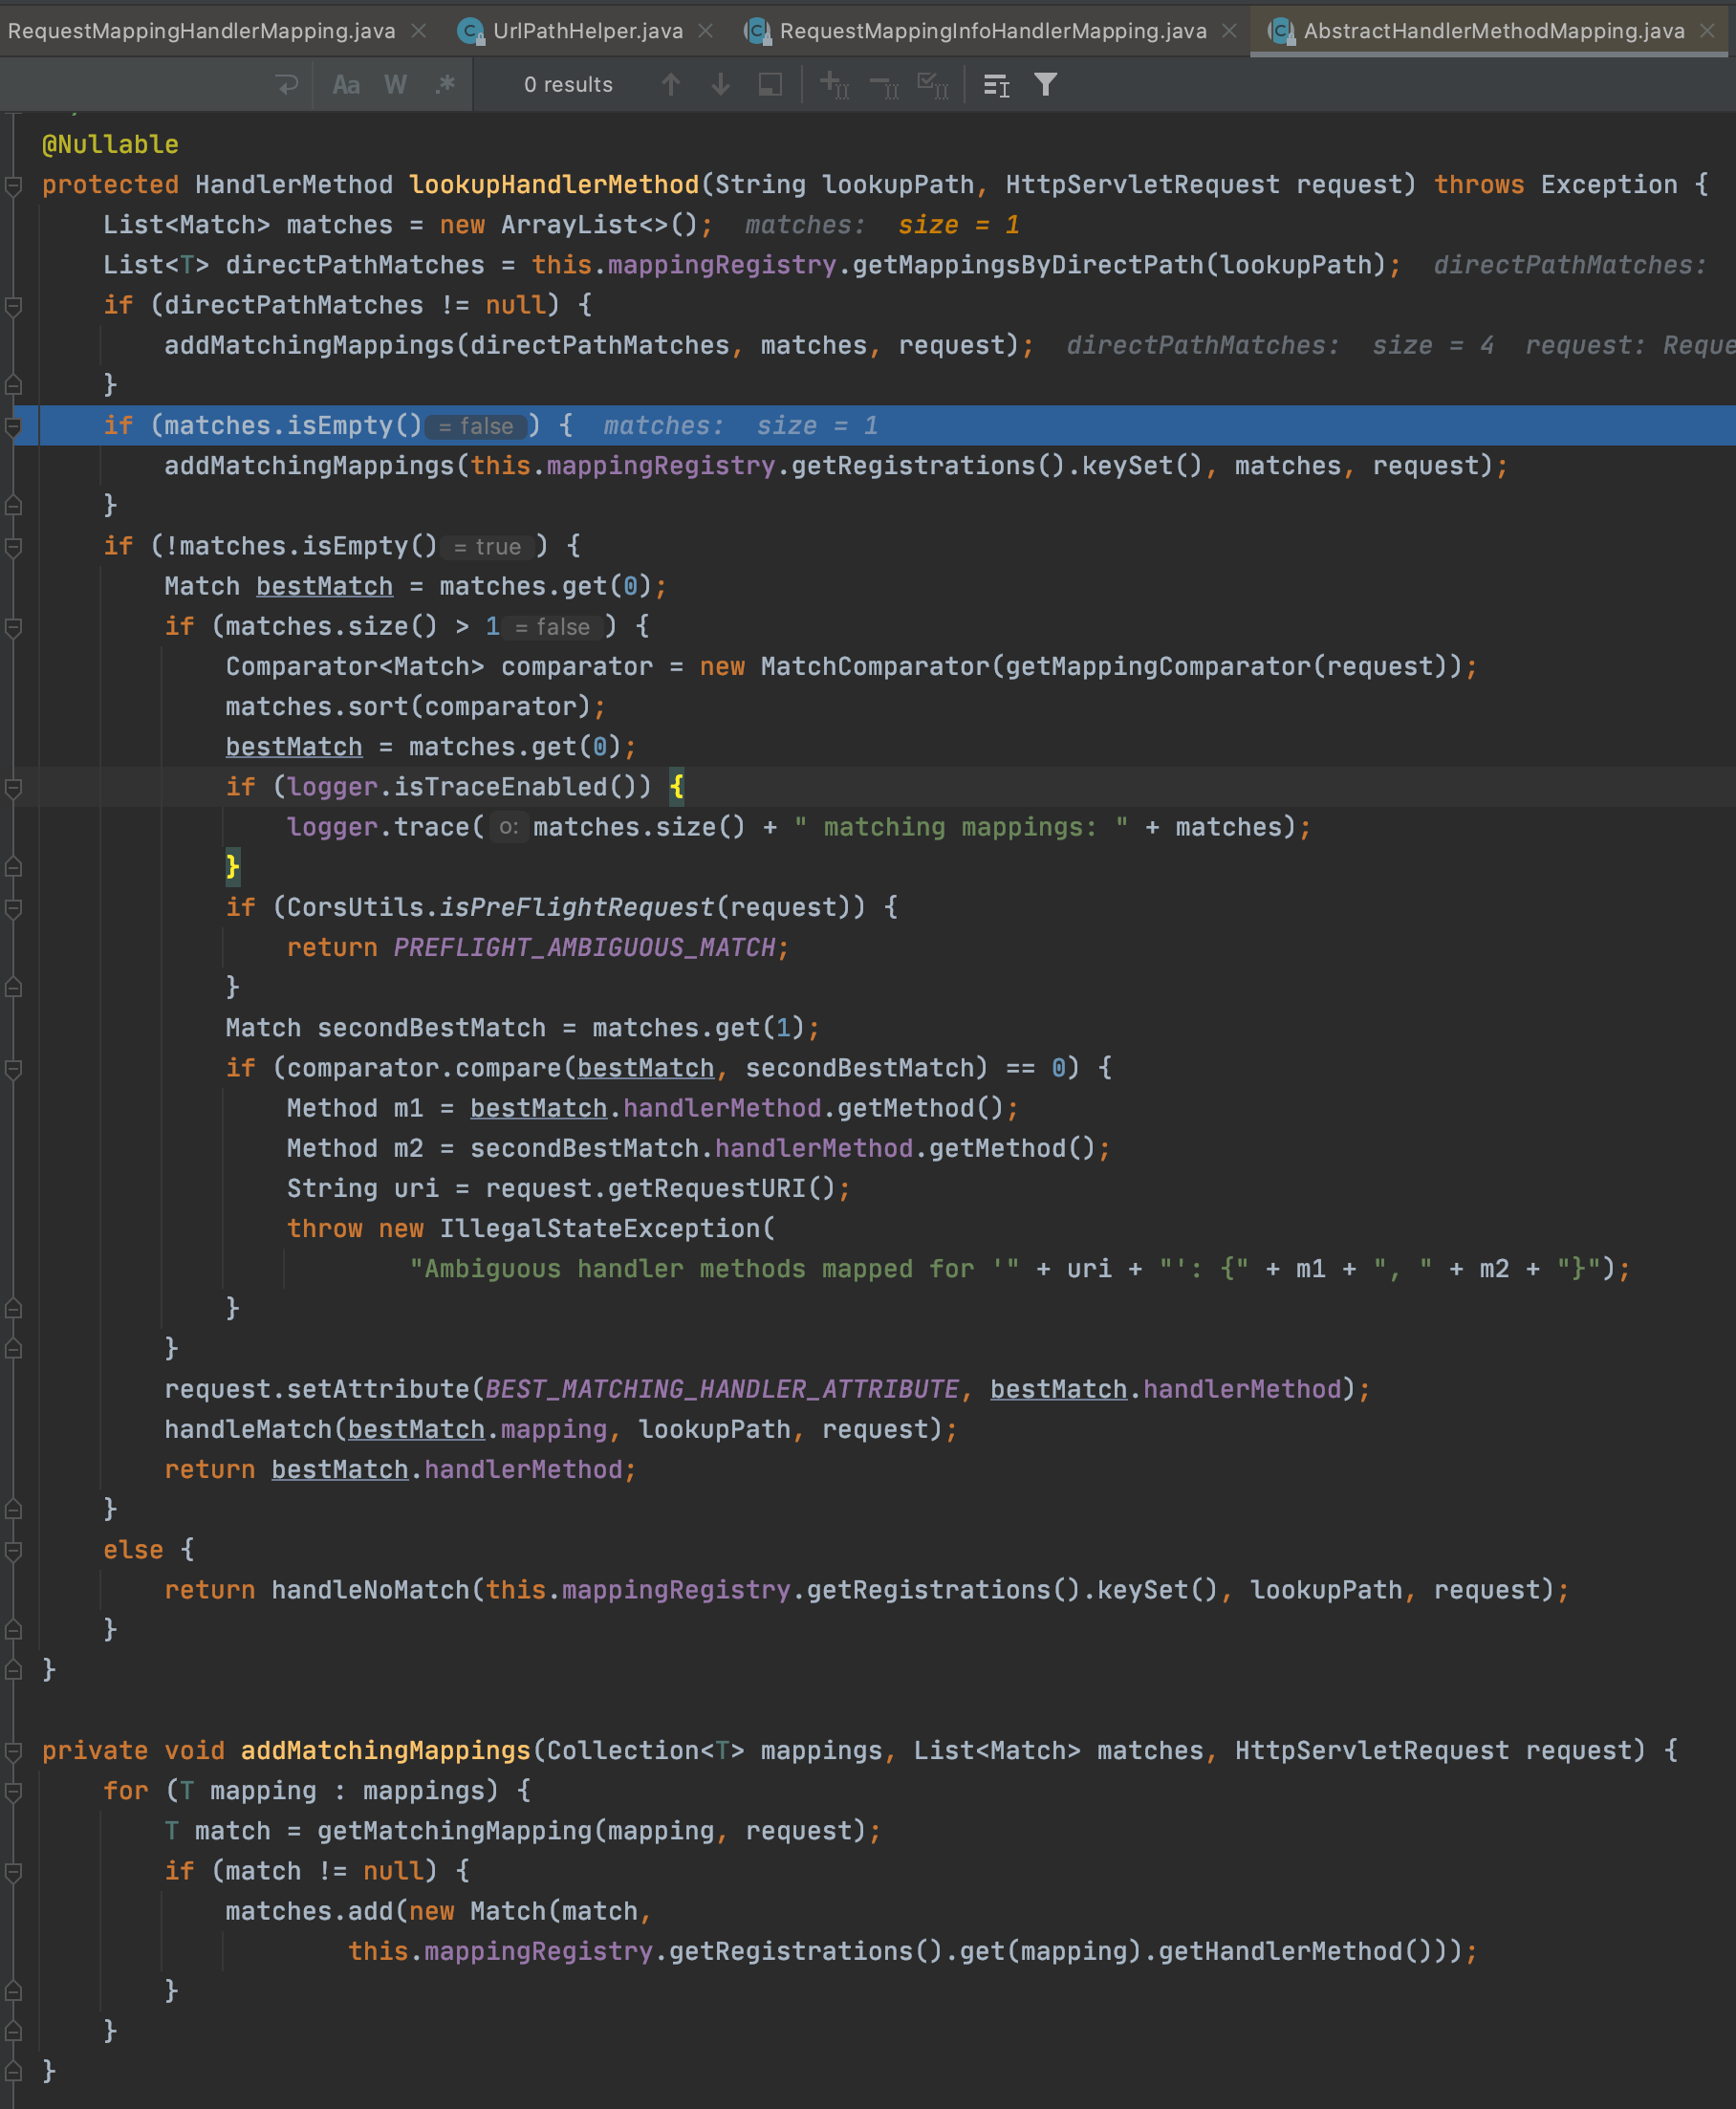 RequestMappingHandlerMapping.java UrlPathHelper.java RequestMappingInfoHandlerMapping.java AbstractHandlerMethodMapping.java
Aa W .* 0 results
@Nullable
protected HandlerMethod lookupHandlerMethod(String lookupPath, HttpServletRequest request) throws Exception {
List<Match> matches = new ArrayList<>(); matches: size = 1
List<T> directPathMatches = this.mappingRegistry.getMappingsByDirectPath(lookupPath); directPathMatches:
if (directPathMatches != null) {
addMatchingMappings(directPathMatches, matches, request); directPathMatches: size = 4 request: Reque
}
if (matches.isEmpty() = false ) { matches: size = 1
addMatchingMappings(this.mappingRegistry.getRegistrations().keySet(), matches, request);
}
if (!matches.isEmpty() = true ) {
Match bestMatch = matches.get(0);
if (matches.size() > 1 = false ) {
Comparator<Match> comparator = new MatchComparator(getMappingComparator(request));
matches.sort(comparator);
bestMatch = matches.get(0);
if (logger.isTraceEnabled()) {
logger.trace( o: matches.size() + " matching mappings: " + matches);
}
if (CorsUtils.isPreFlightRequest(request)) {
return PREFLIGHT_AMBIGUOUS_MATCH;
}
Match secondBestMatch = matches.get(1);
if (comparator.compare(bestMatch, secondBestMatch) == 0) {
Method m1 = bestMatch.handlerMethod.getMethod();
Method m2 = secondBestMatch.handlerMethod.getMethod();
String uri = request.getRequestURI();
throw new IllegalStateException(
"Ambiguous handler methods mapped for '" + uri + "': {" + m1 + ", " + m2 + "}");
}
}
request.setAttribute(BEST_MATCHING_HANDLER_ATTRIBUTE, bestMatch.handlerMethod);
handleMatch(bestMatch.mapping, lookupPath, request);
return bestMatch.handlerMethod;
}
else {
return handleNoMatch(this.mappingRegistry.getRegistrations().keySet(), lookupPath, request);
}
}
private void addMatchingMappings(Collection<T> mappings, List<Match> matches, HttpServletRequest request) {
for (T mapping : mappings) {
T match = getMatchingMapping(mapping, request);
if (match != null) {
matches.add(new Match(match,
this.mappingRegistry.getRegistrations().get(mapping).getHandlerMethod()));
}
}
}